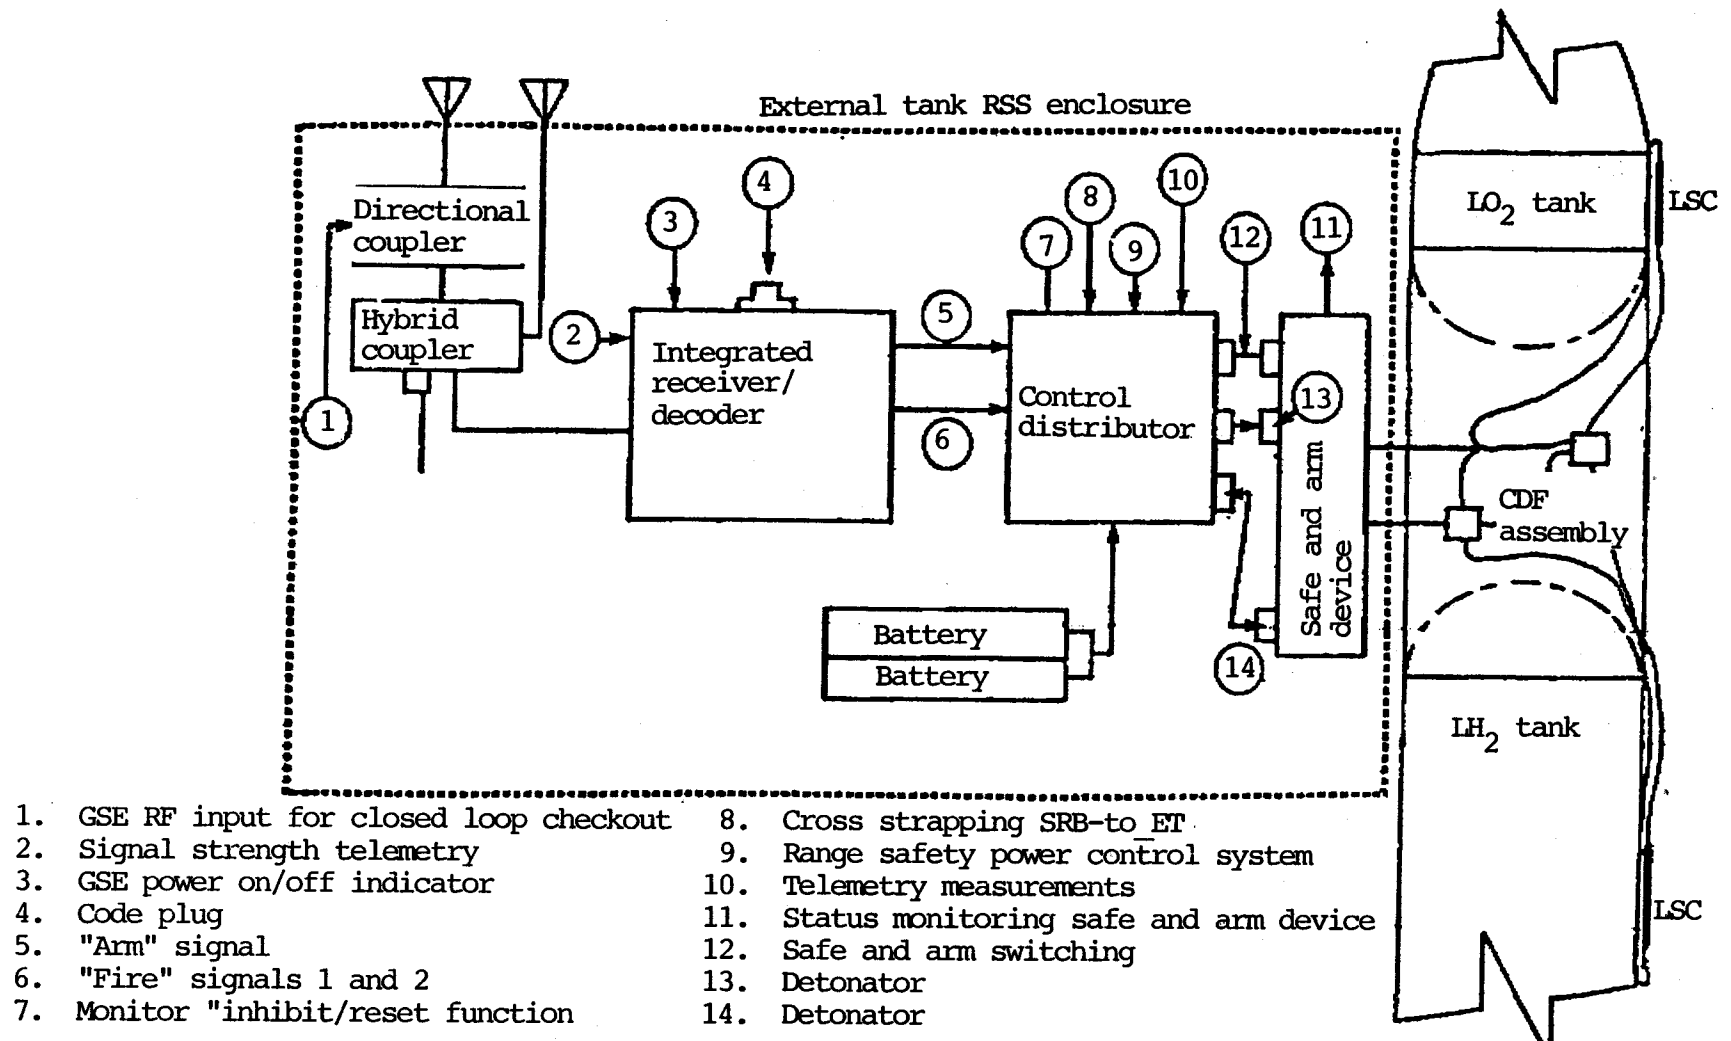 External tank RSS enclosure
4
10
8
3
11
LO2 tank
LSC
Directional
coupler
7
9
12
5
Hybrid
coupler
2
Integrated
receiver/
decoder
Control
distributor
13
1
6
Safe and arm
device
CDF
assembly
Battery
Battery
14
LH2 tank
LSC
1. GSE RF input for closed loop checkout
2. Signal strength telemetry
3. GSE power on/off indicator
4. Code plug
5. "Arm" signal
6. "Fire" signals 1 and 2
7. Monitor "inhibit/reset function
8. Cross strapping SRB-to ET
9. Range safety power control system
10. Telemetry measurements
11. Status monitoring safe and arm device
12. Safe and arm switching
13. Detonator
14. Detonator